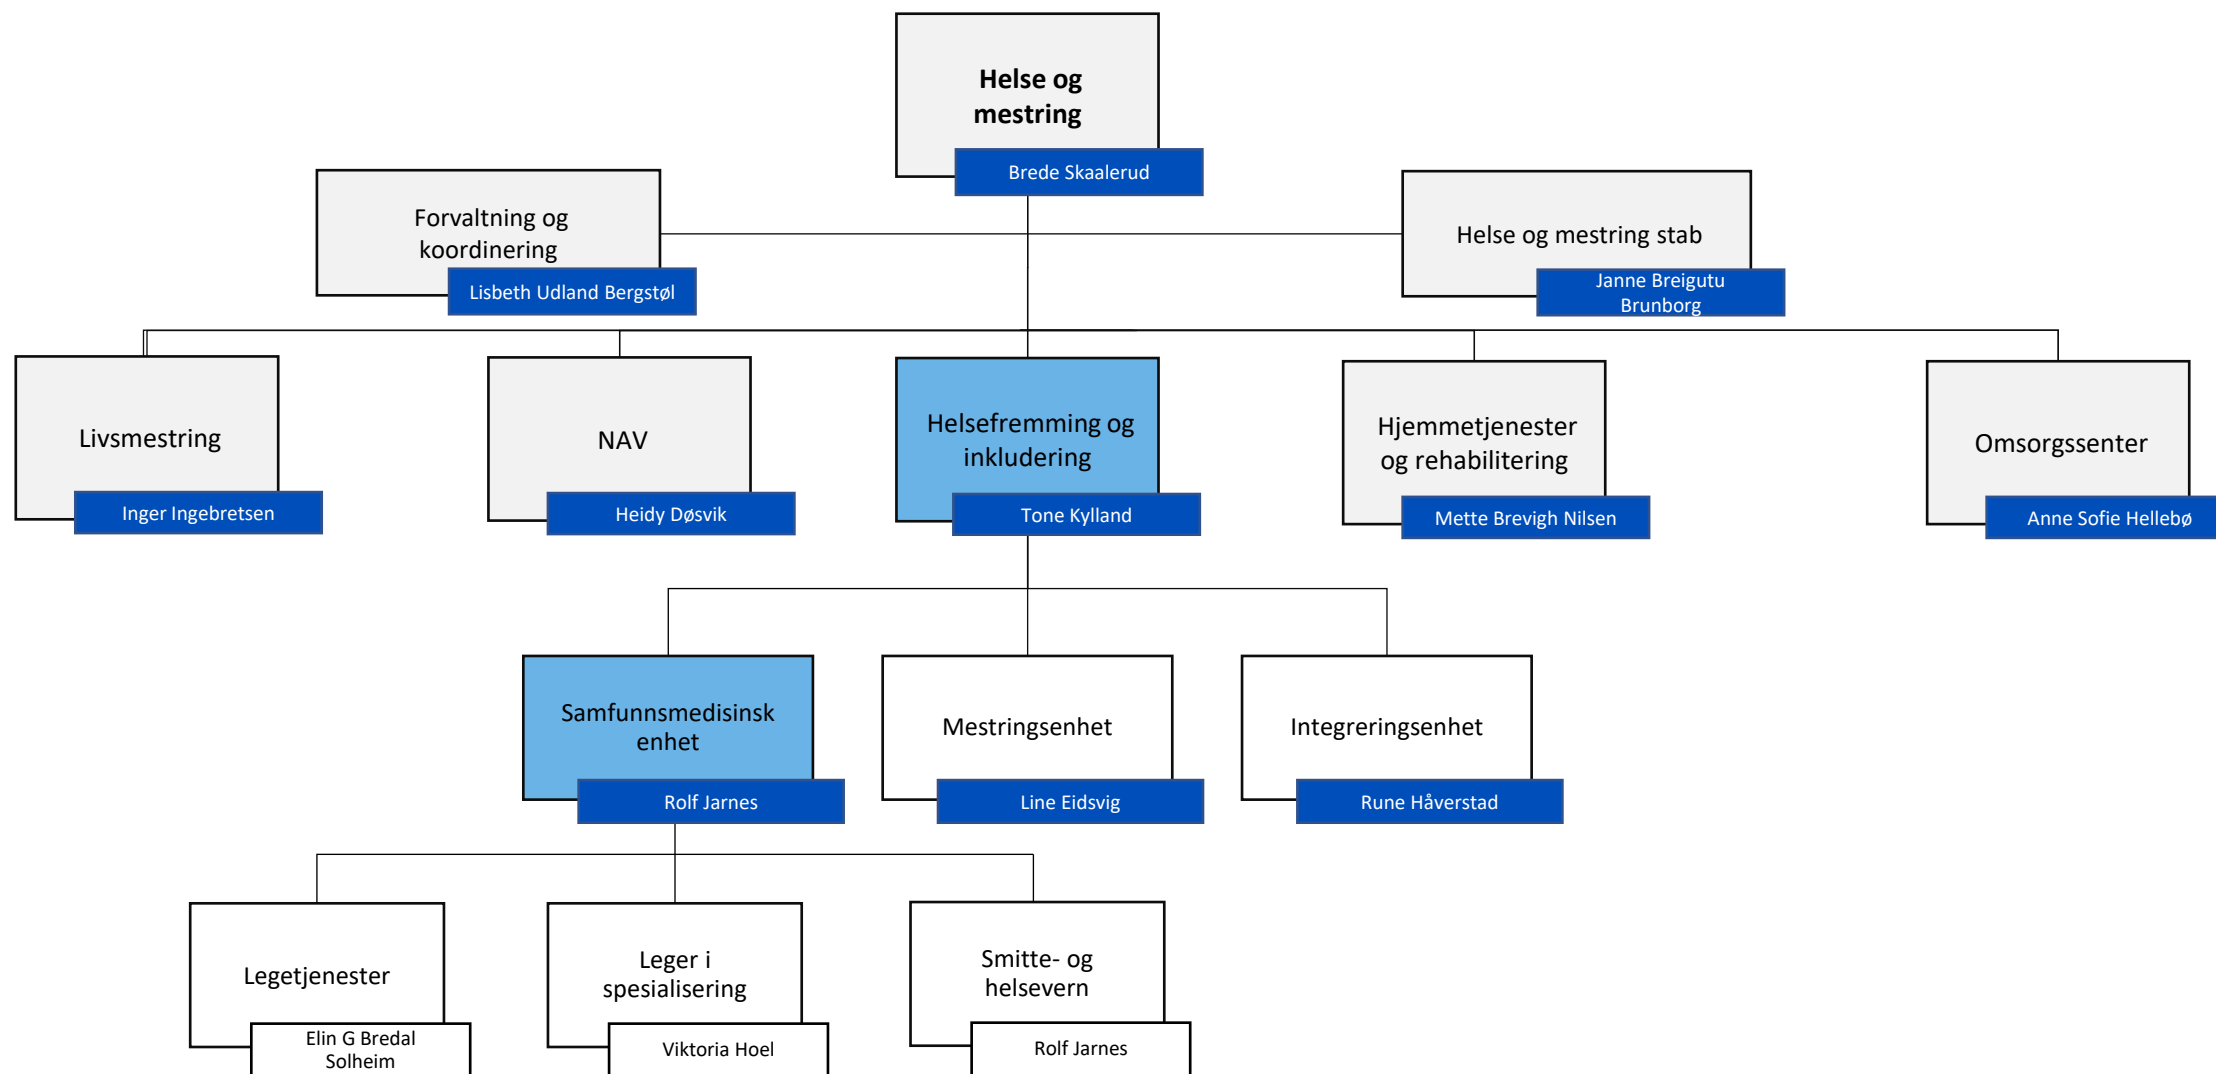 Helse og
mestring
Brede Skaalerud
Forvaltning og
koordinering
Lisbeth Udland Bergstøl
Helse og mestring stab
Janne Breigutu
Brunborg
Livsmestring
Inger Ingebretsen
NAV
Heidy Døsvik
Helsefremming og
inkludering
Tone Kylland
Hjemmetjenester
og rehabilitering
Mette Brevigh Nilsen
Omsorgssenter
Anne Sofie Hellebø
Samfunnsmedisinsk
enhet
Rolf Jarnes
Mestringsenhet
Line Eidsvig
Integreringsenhet
Rune Håverstad
Legetjenester
Elin G Bredal
Solheim
Leger i
spesialisering
Viktoria Hoel
Smitte- og
helsevern
Rolf Jarnes